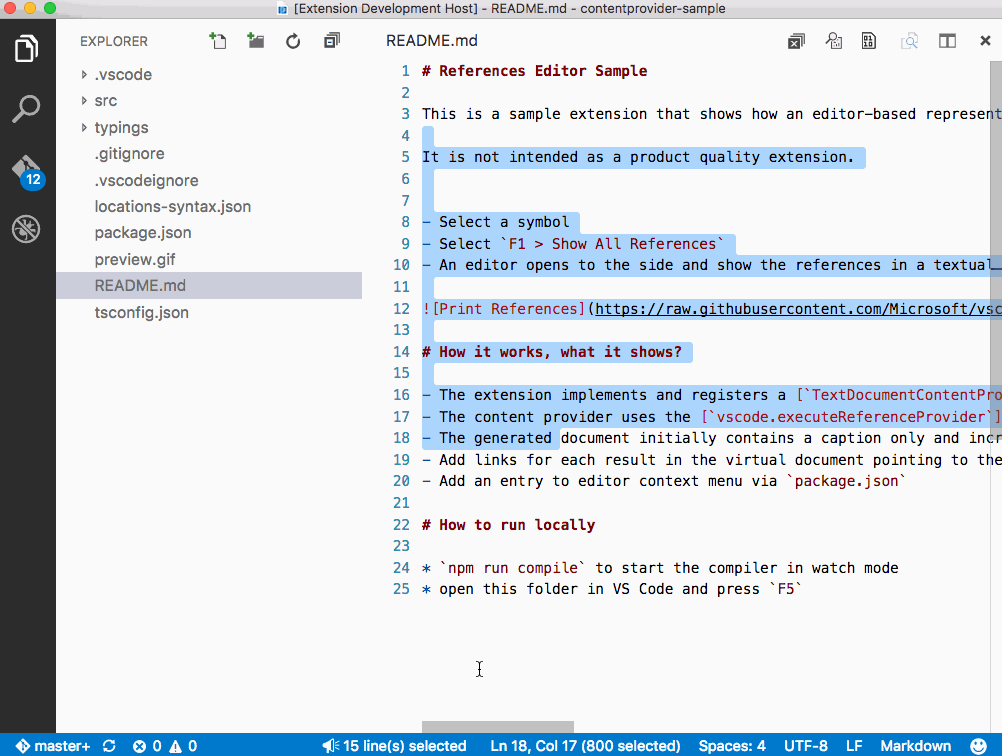 [Extension Development Host] - README.md - contentprovider-sample
EXPLORER
.vscode
src
typings
.gitignore
.vscodeignore
locations-syntax.json
package.json
preview.gif
README.md
tsconfig.json
12
README.md
1 # References Editor Sample
2
3 This is a sample extension that shows how an editor-based represent
4
5 It is not intended as a product quality extension.
6
7
8 - Select a symbol
9 - Select `F1 > Show All References`
10 - An editor opens to the side and show the references in a textual
11
12 ![Print References](https://raw.githubusercontent.com/Microsoft/vsc
13
14 # How it works, what it shows?
15
16 - The extension implements and registers a [`TextDocumentContentPro
17 - The content provider uses the [`vscode.executeReferenceProvider`]
18 - The generated document initially contains a caption only and incr
19 - Add links for each result in the virtual document pointing to the
20 - Add an entry to editor context menu via `package.json`
21
22 # How to run locally
23
24 * `npm run compile` to start the compiler in watch mode
25 * open this folder in VS Code and press `F5`
master+ 0 0 15 line(s) selected Ln 18, Col 17 (800 selected) Spaces: 4 UTF-8 LF Markdown